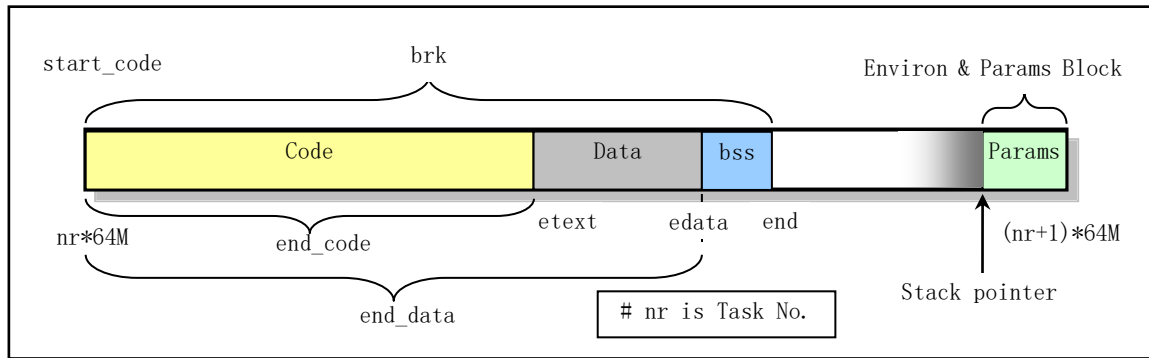 start_code
brk
Environ & Params Block
Code
Data
bss
Params
nr*64M
end_code
etext
edata
end
(nr+1)*64M
end_data
# nr is Task No.
Stack pointer